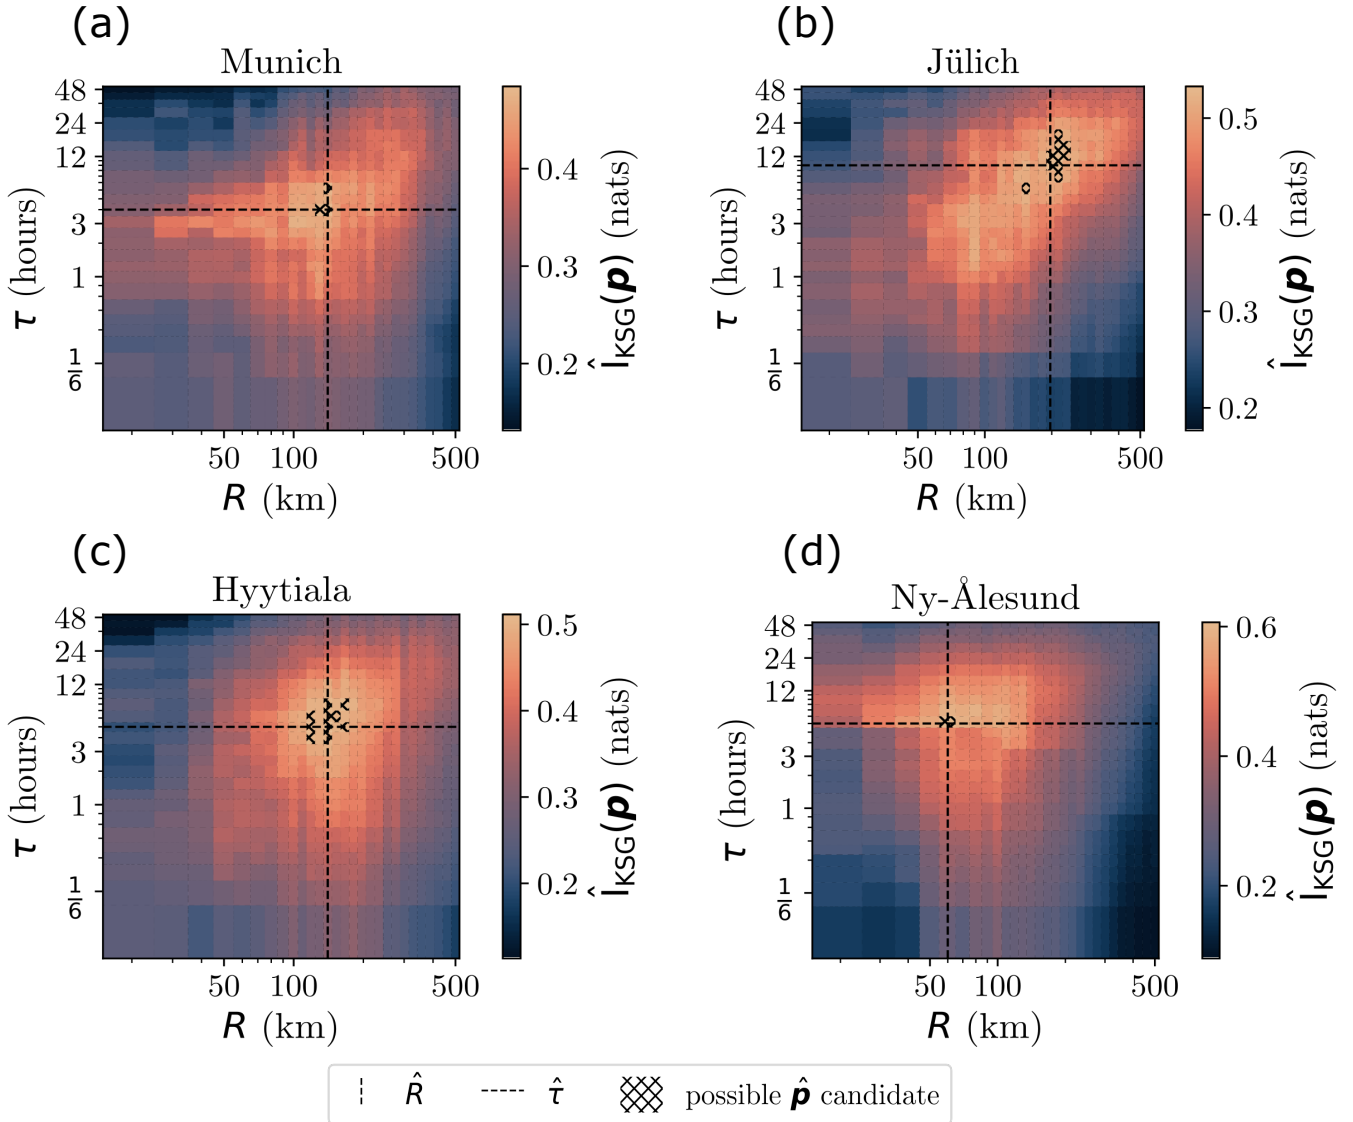 (a)
Munich
48
24
12
3
1
1/6
τ (hours)
50 100 500
R (km)
0.4
0.3
0.2
Î_KSG(p) (nats)
(b)
Jülich
48
24
12
3
1
1/6
τ (hours)
50 100 500
R (km)
0.5
0.4
0.3
0.2
Î_KSG(p) (nats)
(c)
Hyytiala
48
24
12
3
1
1/6
τ (hours)
50 100 500
R (km)
0.5
0.4
0.3
0.2
Î_KSG(p) (nats)
(d)
Ny-Ålesund
48
24
12
3
1
1/6
τ (hours)
50 100 500
R (km)
0.6
0.4
0.2
Î_KSG(p) (nats)
R̂ τ̂ possible p̂ candidate